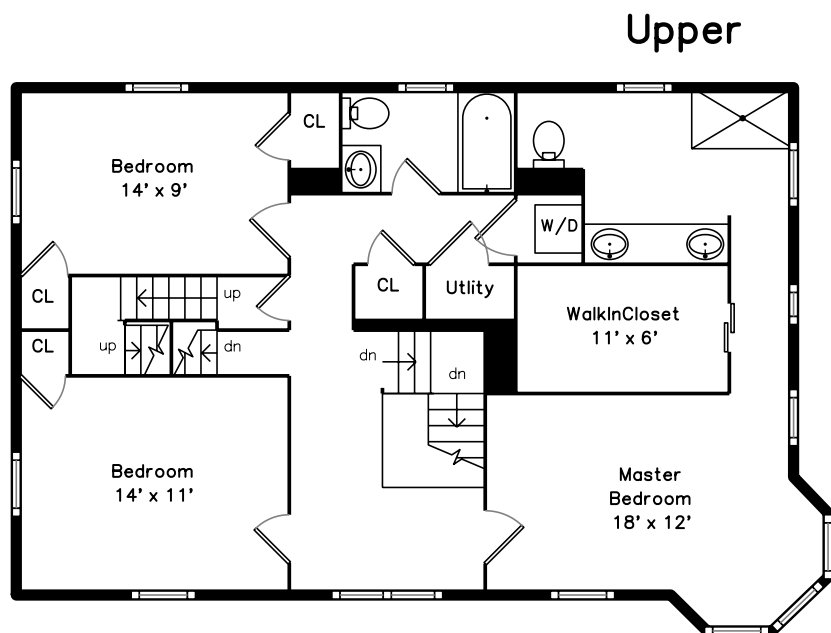 Upper
CL
Bedroom
14' x 9'
W/D
CL
up
CL
Utlity
WalkInCloset
11' x 6'
CL
up
dn
dn
dn
Bedroom
14' x 11'
Master
Bedroom
18' x 12'